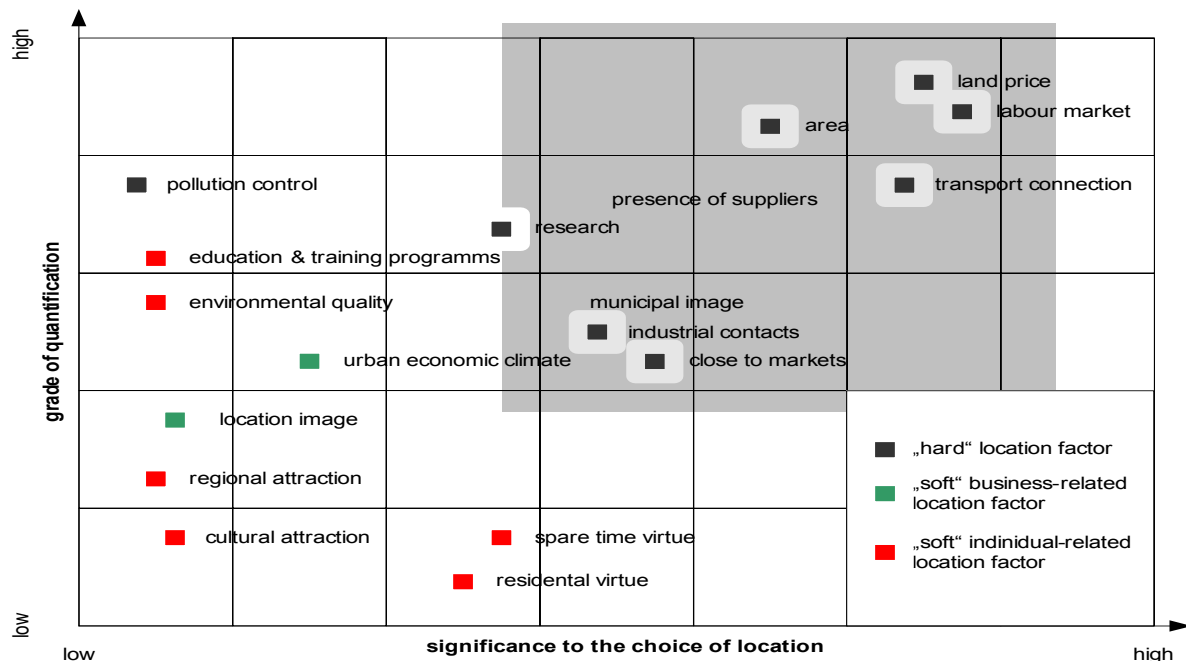 high
land price
labour market
area
pollution control
transport connection
presence of suppliers
research
education & training programms
environmental quality
municipal image
industrial contacts
urban economic climate
close to markets
location image
„hard“ location factor
regional attraction
„soft“ business-related
location factor
cultural attraction
spare time virtue
„soft“ indinidual-related
location factor
residental virtue
grade of quantification
low
low
significance to the choice of location
high